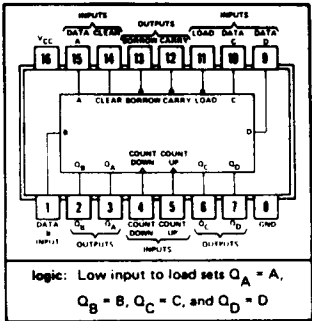 INPUTS OUTPUTS INPUTS
DATA DATA DATA
VCC A CLEAR BORROW CARRY LOAD C D
16 15 14 13 12 11 10 9
A CLEAR BORROW CARRY LOAD C
B D
COUNT COUNT
QB QA DOWN UP QC QD
1 2 3 4 5 6 7 8
DATA QB QA COUNT COUNT QC QD GND
B INPUT DOWN UP
OUTPUTS INPUTS OUTPUTS
logic: Low input to load sets QA = A,
QB = B, QC = C, and QD = D